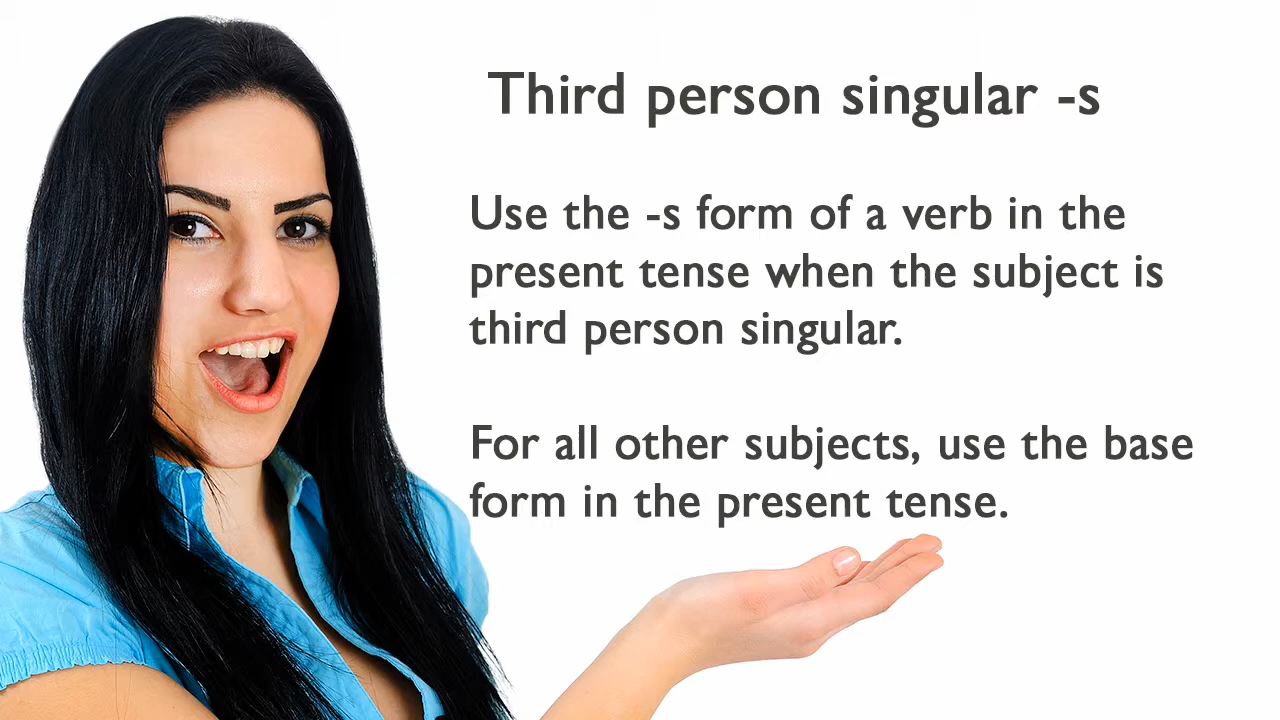 Third person singular -s
Use the -s form of a verb in the
present tense when the subject is
third person singular.
For all other subjects, use the base
form in the present tense.